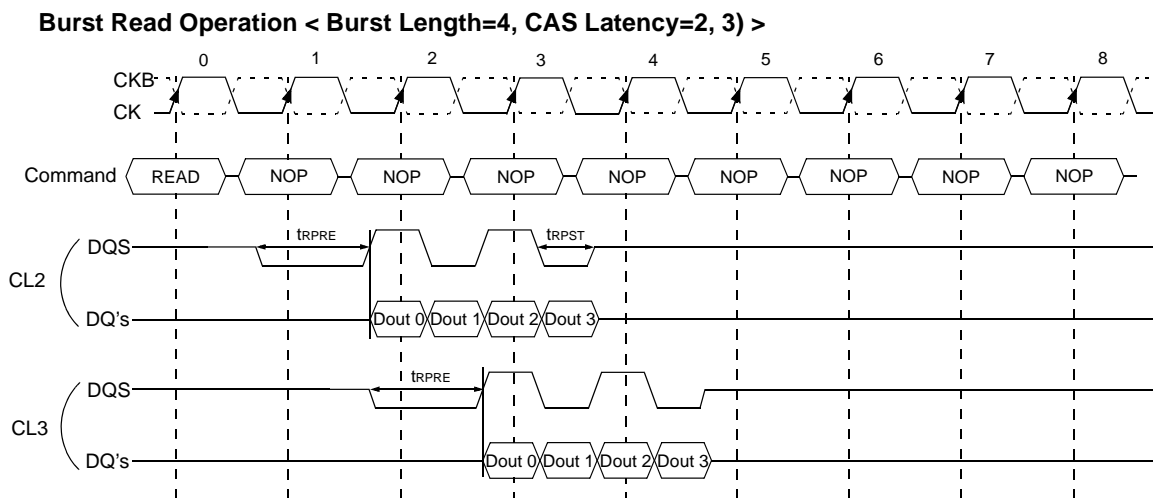 Burst Read Operation < Burst Length=4, CAS Latency=2, 3) >
0 1 2 3 4 5 6 7 8
CKB
CK
Command READ NOP NOP NOP NOP NOP NOP NOP NOP
DQS tRPRE tRPST
CL2
DQ's Dout 0 Dout 1 Dout 2 Dout 3
DQS tRPRE
CL3
DQ's Dout 0 Dout 1 Dout 2 Dout 3